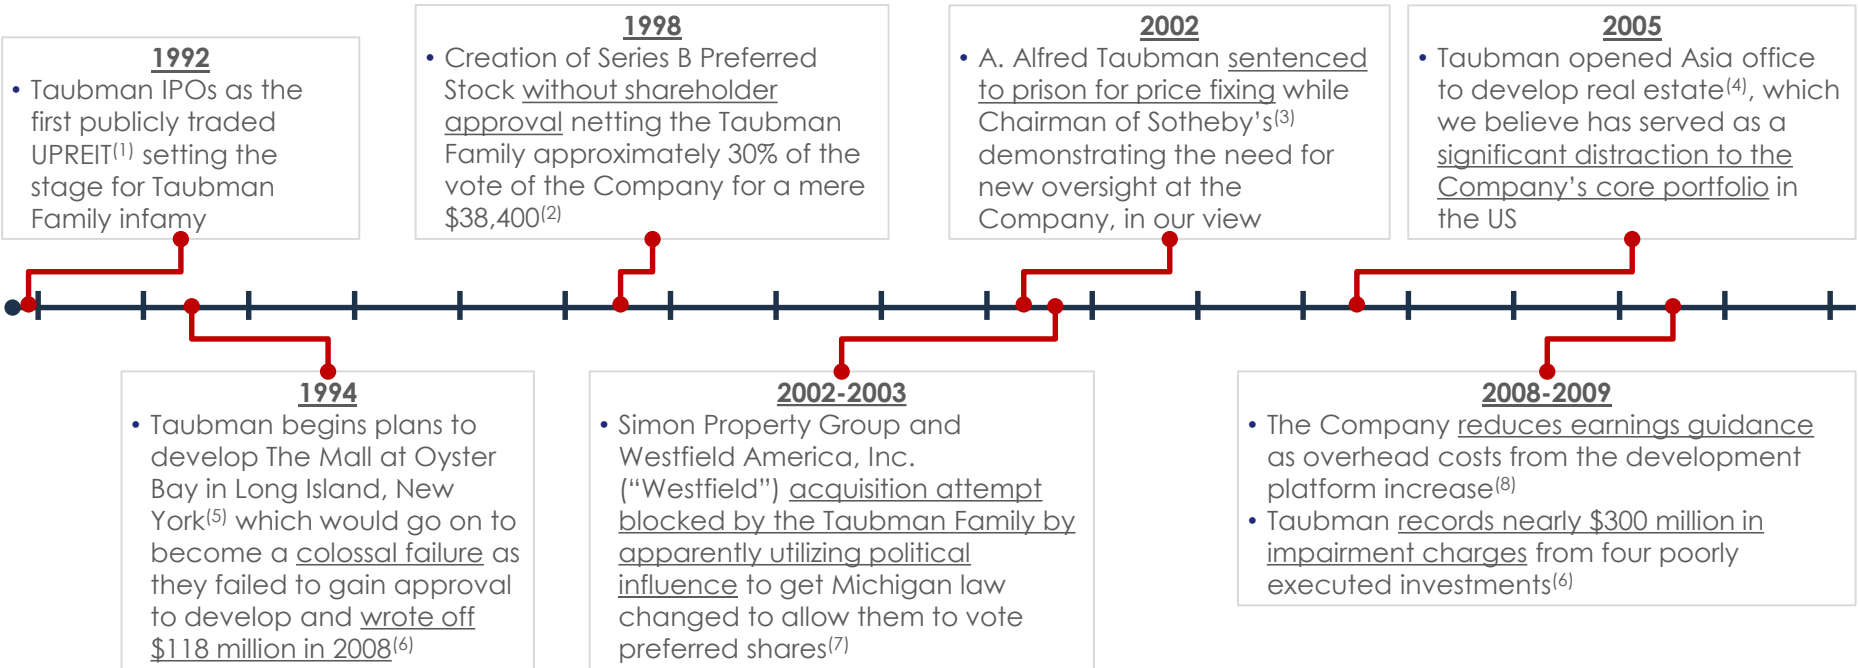 1992
• Taubman IPOs as the
first publicly traded
UPREIT(1) setting the
stage for Taubman
Family infamy
1998
• Creation of Series B Preferred
Stock without shareholder
approval netting the Taubman
Family approximately 30% of the
vote of the Company for a mere
$38,400(2)
2002
• A. Alfred Taubman sentenced
to prison for price fixing while
Chairman of Sotheby’s(3)
demonstrating the need for
new oversight at the
Company, in our view
2005
• Taubman opened Asia office
to develop real estate(4), which
we believe has served as a
significant distraction to the
Company’s core portfolio in
the US
1994
• Taubman begins plans to
develop The Mall at Oyster
Bay in Long Island, New
York(5) which would go on to
become a colossal failure as
they failed to gain approval
to develop and wrote off
$118 million in 2008(6)
2002-2003
• Simon Property Group and
Westfield America, Inc.
(“Westfield”) acquisition attempt
blocked by the Taubman Family by
apparently utilizing political
influence to get Michigan law
changed to allow them to vote
preferred shares(7)
2008-2009
• The Company reduces earnings guidance
as overhead costs from the development
platform increase(8)
• Taubman records nearly $300 million in
impairment charges from four poorly
executed investments(6)